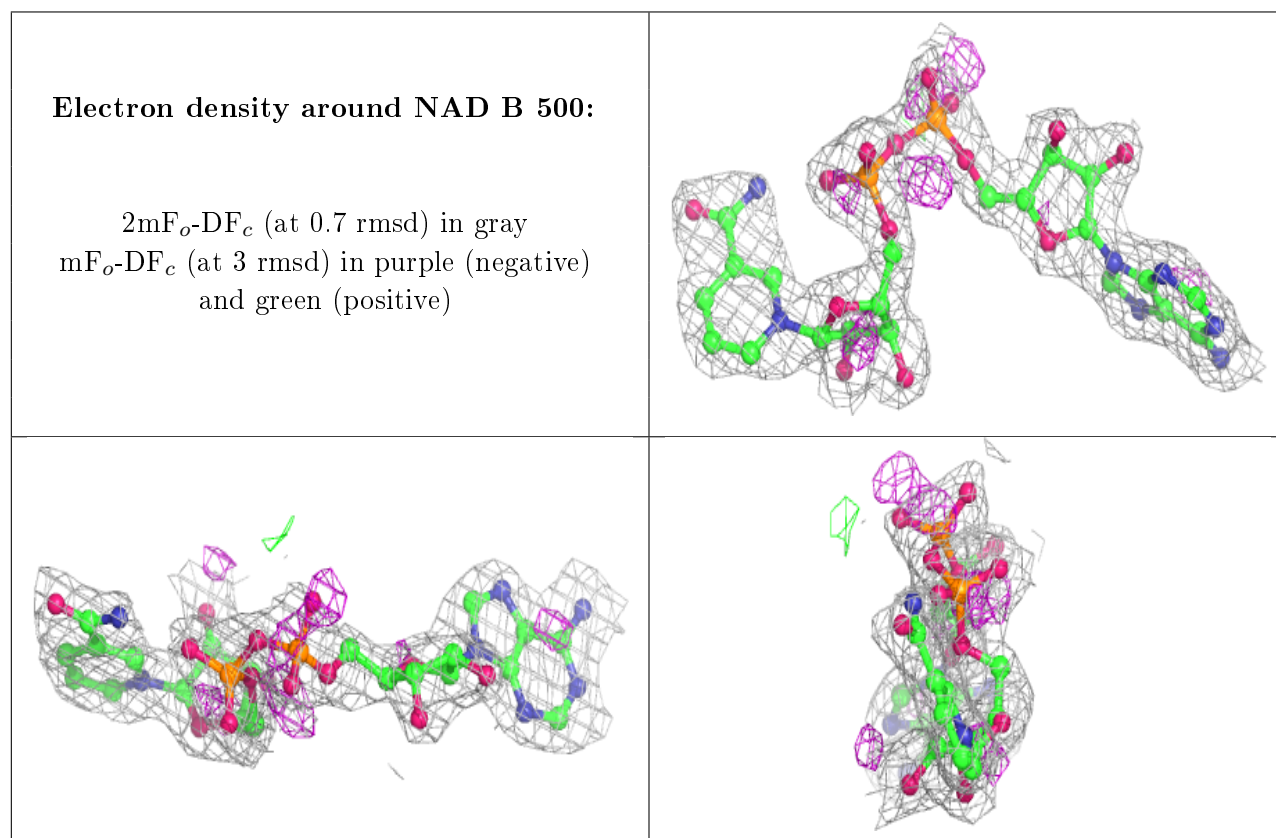 Electron density around NAD B 500:
2mFₒ-DF𝒸 (at 0.7 rmsd) in gray
mFₒ-DF𝒸 (at 3 rmsd) in purple (negative)
and green (positive)